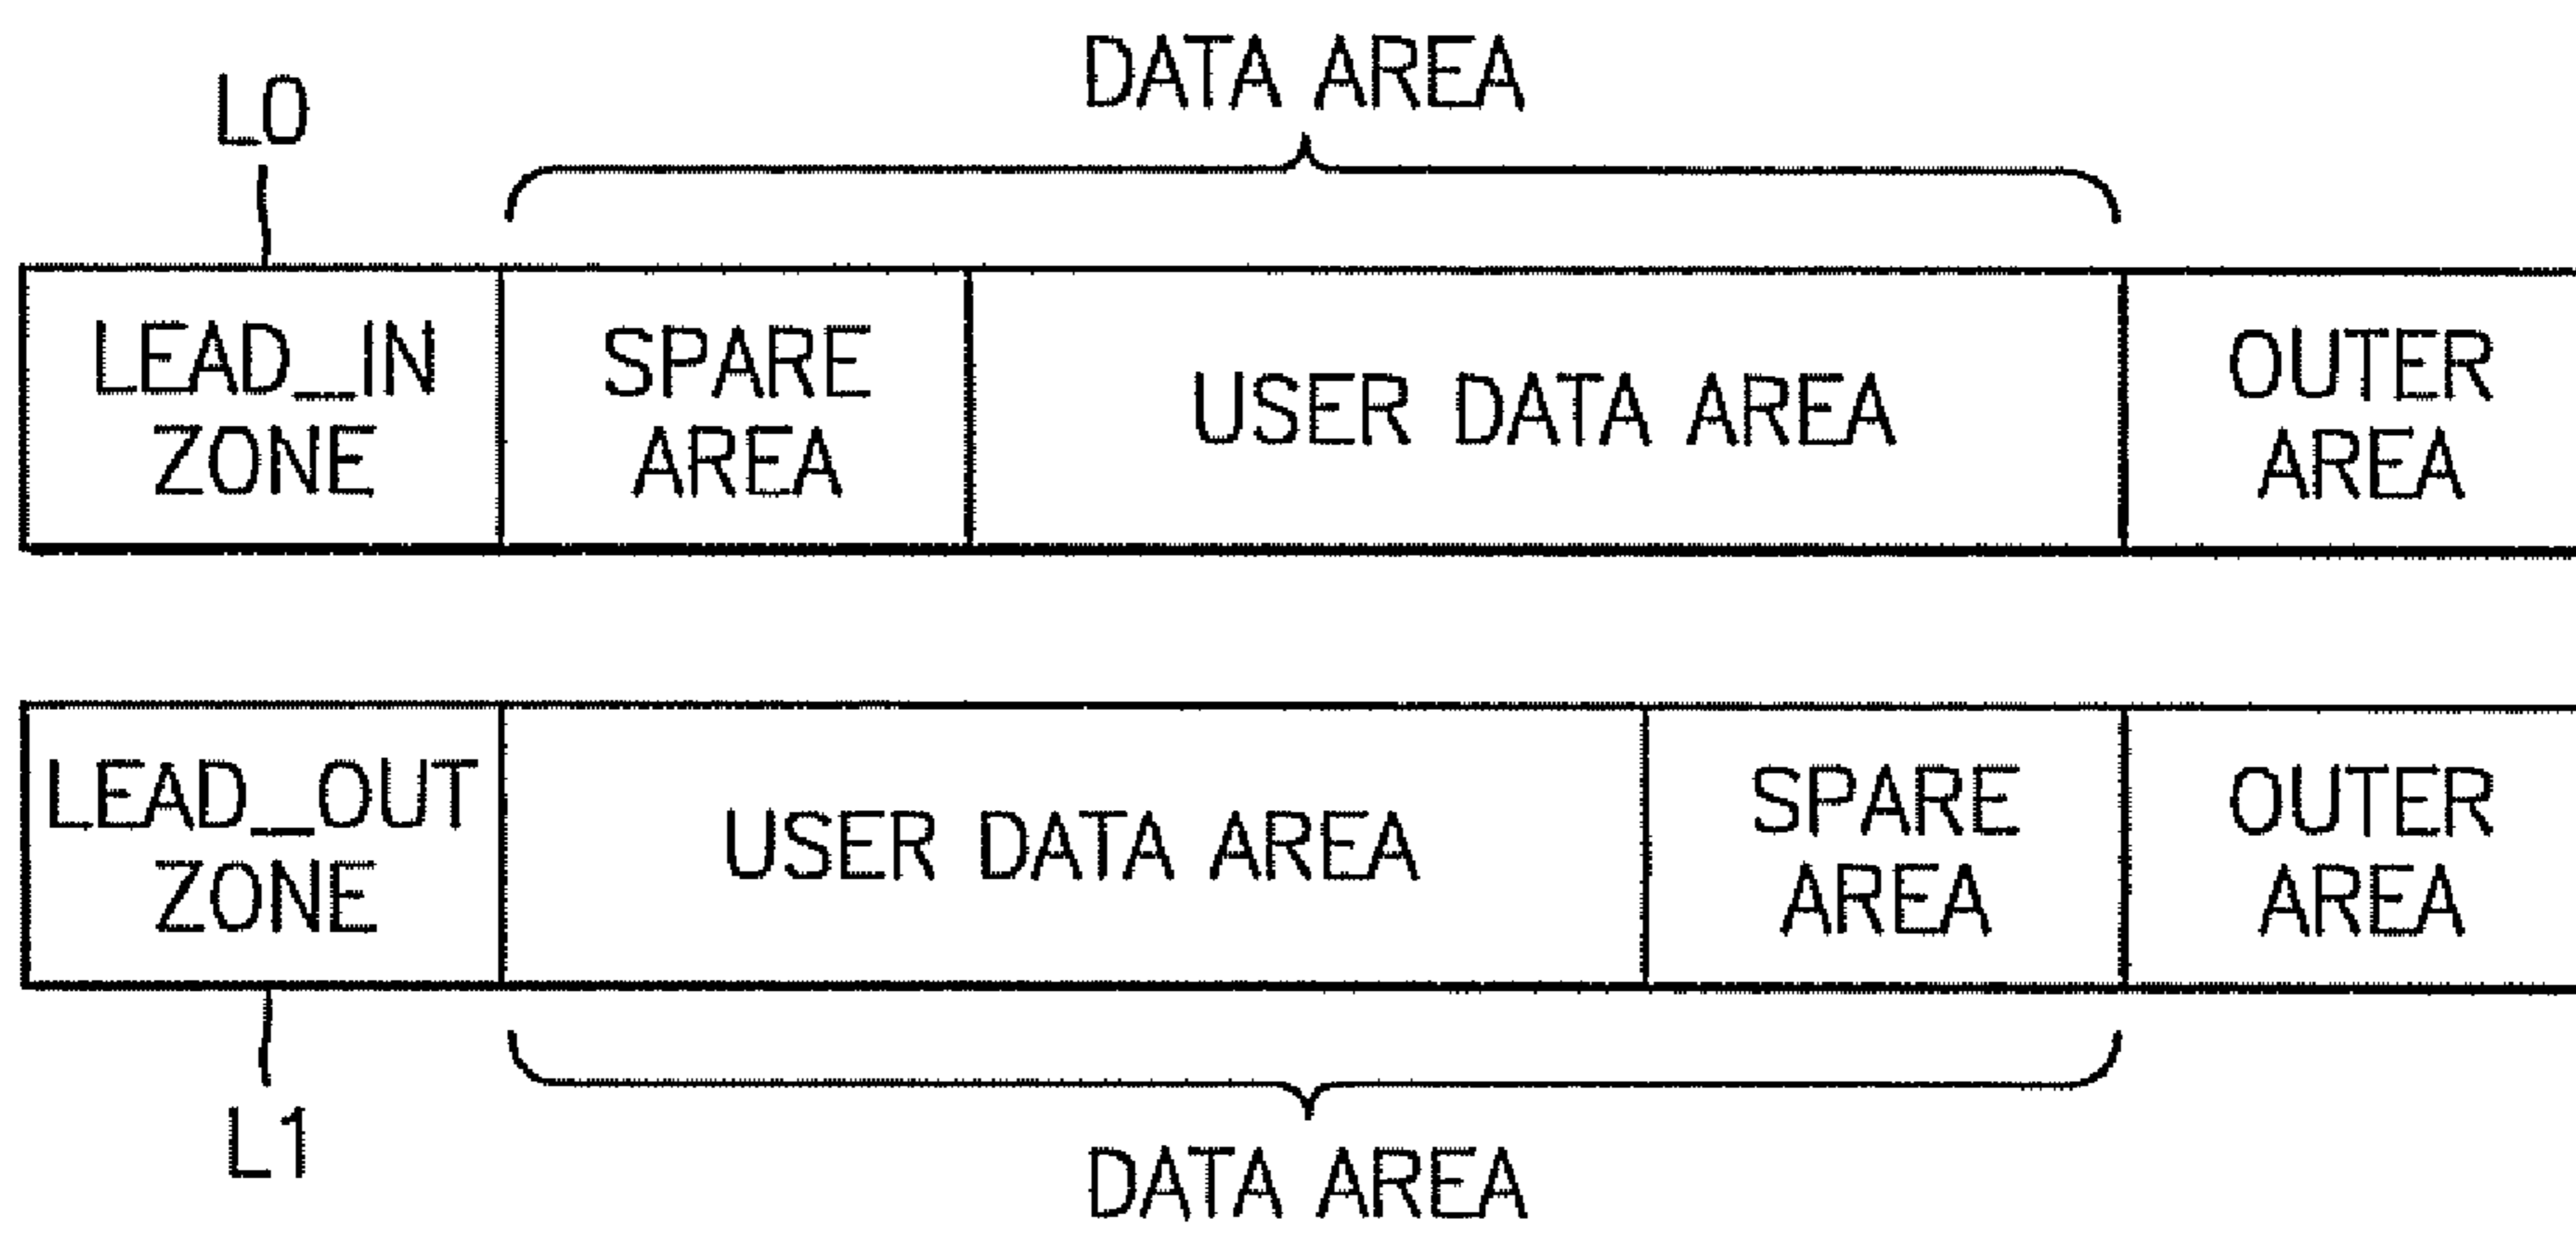 DATA AREA
L0
LEAD_IN
ZONE
SPARE
AREA
USER DATA AREA
OUTER
AREA
LEAD_OUT
ZONE
USER DATA AREA
SPARE
AREA
OUTER
AREA
L1
DATA AREA